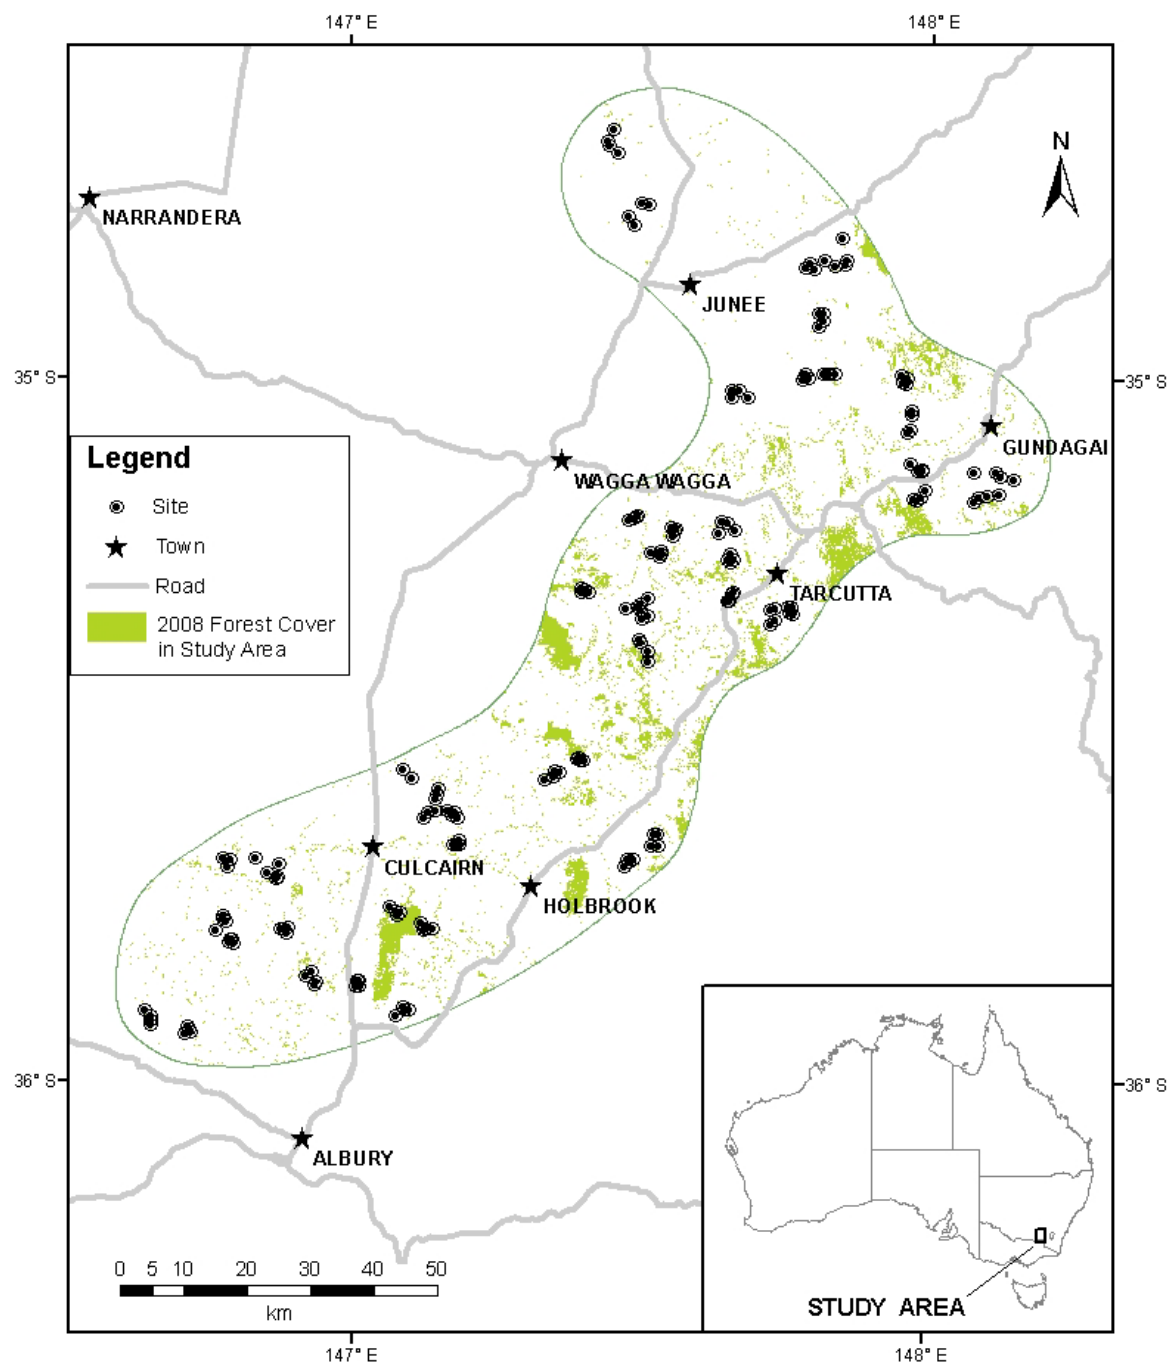 147° E
148° E
N
NARRANDERA
JUNEE
35° S
35° S
GUNDAGAI
Legend
WAGGA WAGGA
Site
Town
TARCUTTA
Road
2008 Forest Cover
in Study Area
CULCAIRN
HOLBROOK
36° S
36° S
ALBURY
0 5 10 20 30 40 50
km
STUDY AREA
147° E
148° E